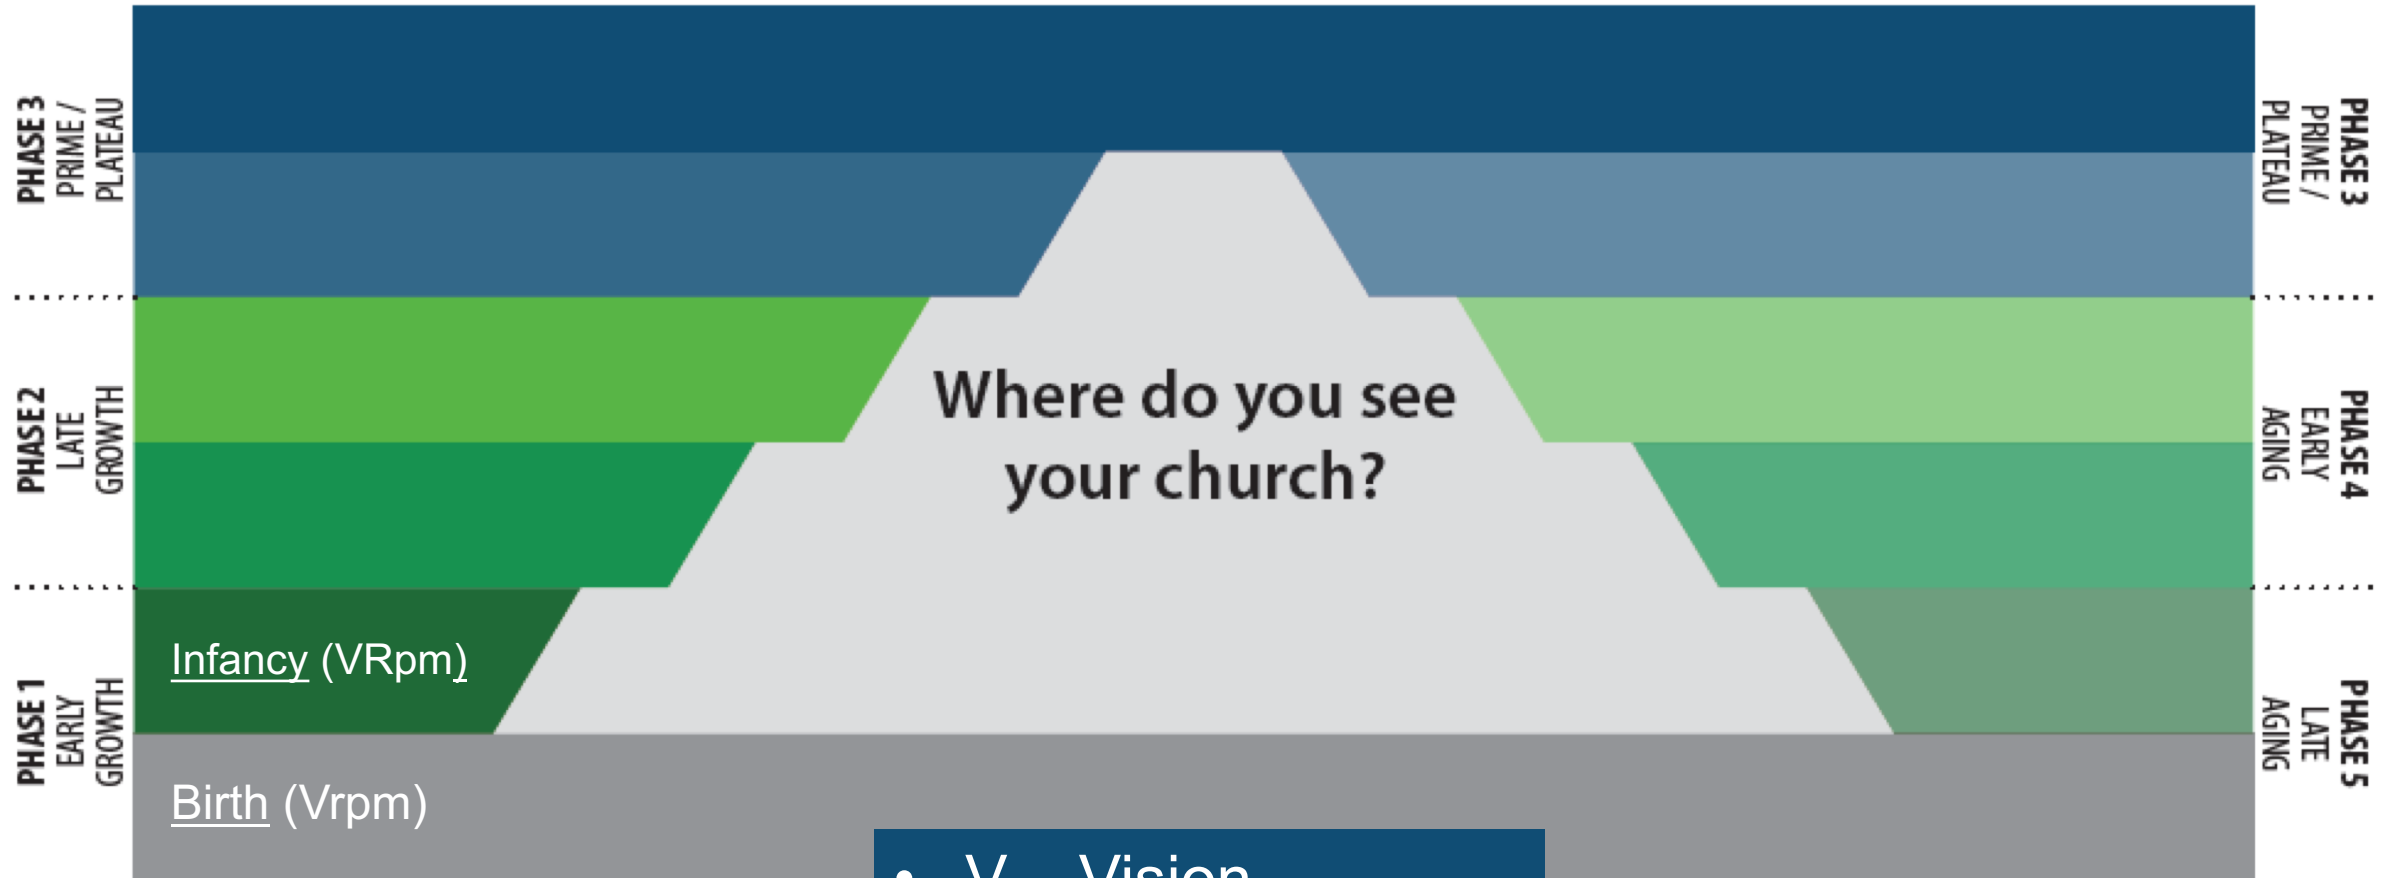 PHASE 3
PRIME /
PLATEAU
PHASE 3
PRIME /
PLATEAU
PHASE 2
LATE
GROWTH
Where do you see
your church?
PHASE 4
EARLY
AGING
Infancy (VRpm)
PHASE 1
EARLY
GROWTH
PHASE 5
LATE
AGING
Birth (Vrpm)
• V – Vision